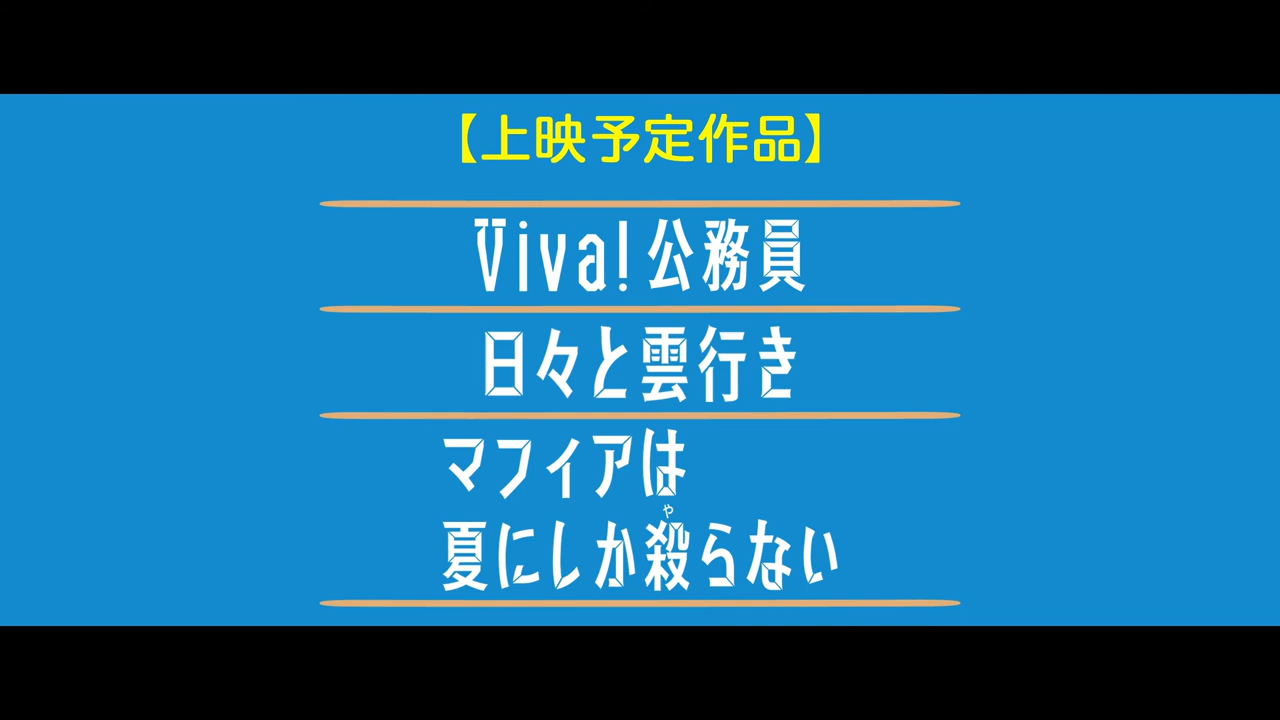 【上映予定作品】
Viva!公務員
日々と雲行き
マフィアは
や
夏にしか殺らない